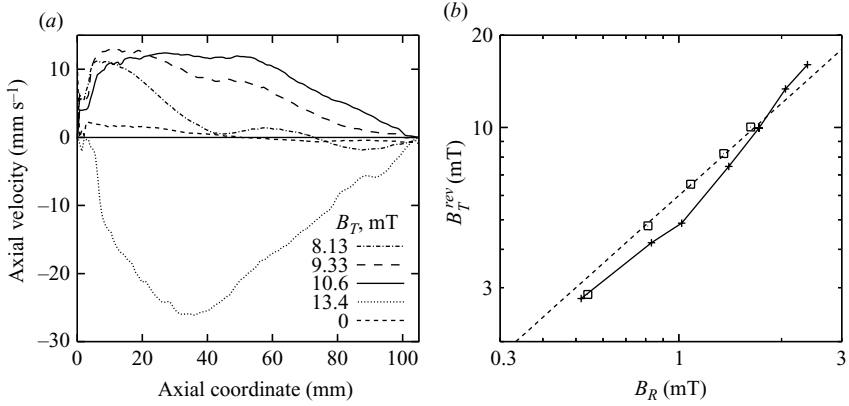 (a)
Axial velocity (mm s⁻¹)
10
0
−10
−20
−30
B_T, mT
8.13
9.33
10.6
13.4
0
0 20 40 60 80 100
Axial coordinate (mm)
(b)
B_T^rev (mT)
20
10
3
0.3 1 3
B_R (mT)